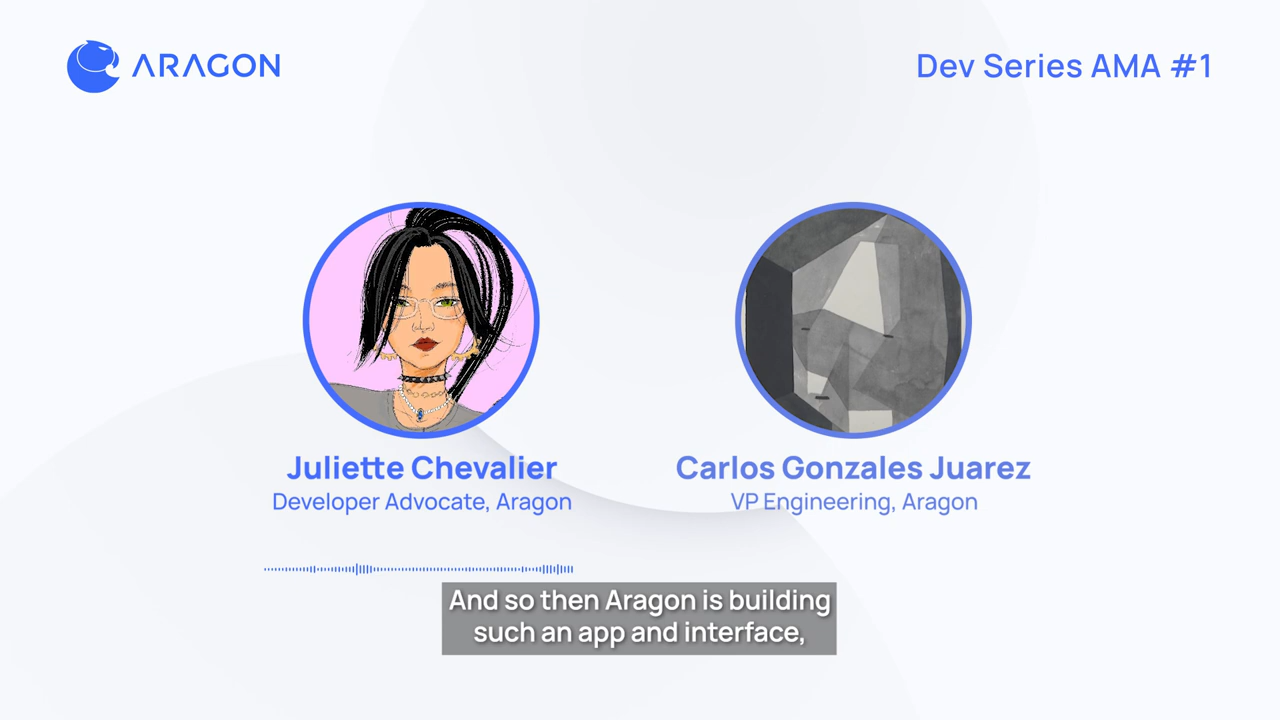 ARAGON
Dev Series AMA #1
Juliette Chevalier
Developer Advocate, Aragon
Carlos Gonzales Juarez
VP Engineering, Aragon
And so then Aragon is building
such an app and interface,